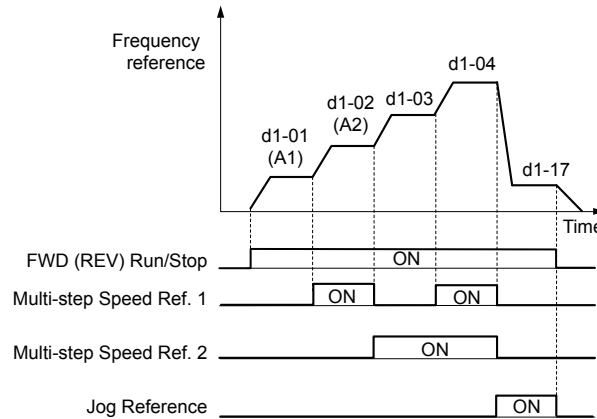 Frequency
reference
d1-01
(A1)
d1-02
(A2)
d1-03
d1-04
d1-17
Time
FWD (REV) Run/Stop
ON
Multi-step Speed Ref. 1
ON
ON
Multi-step Speed Ref. 2
ON
Jog Reference
ON